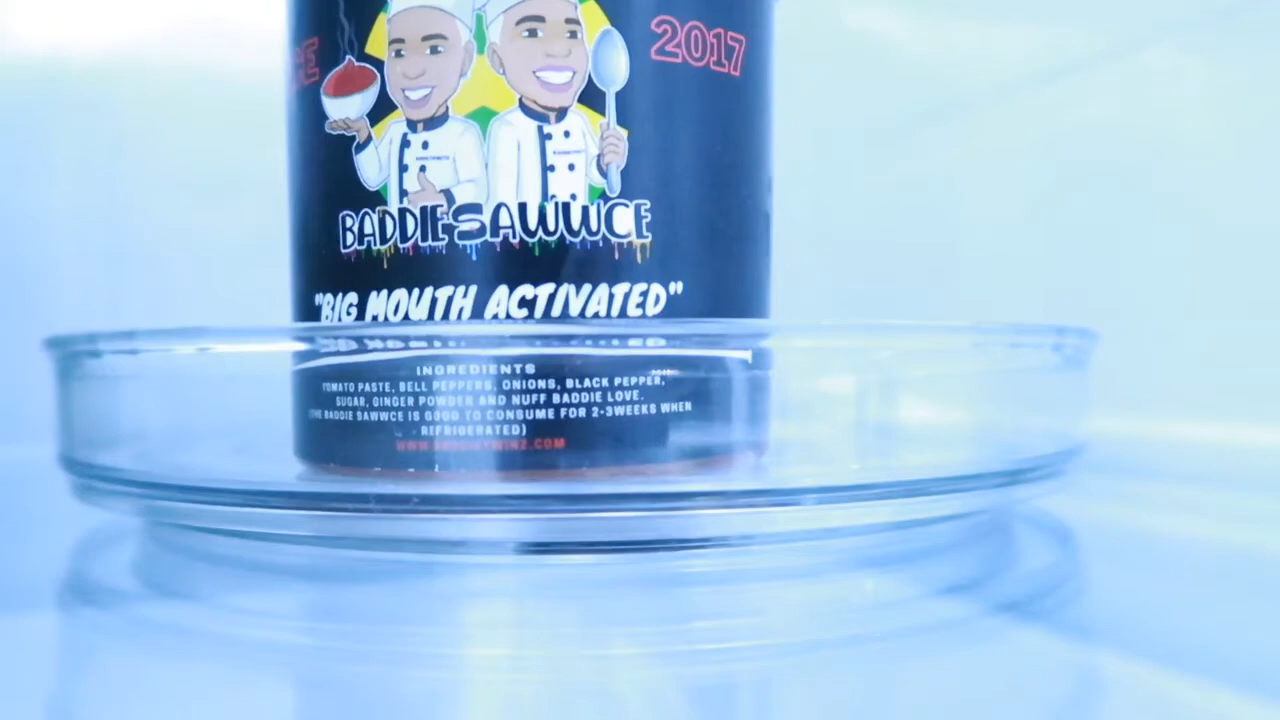 2017
BADDIE SAWWCE
"BIG MOUTH ACTIVATED"
INGREDIENTS
TOMATO PASTE, BELL PEPPERS, ONIONS, BLACK PEPPER,
SUGAR, GINGER POWDER AND NUFF BADDIE LOVE.
(THE BADDIE SAWWCE IS GOOD TO CONSUME FOR 2-3WEEKS WHEN
REFRIGERATED)